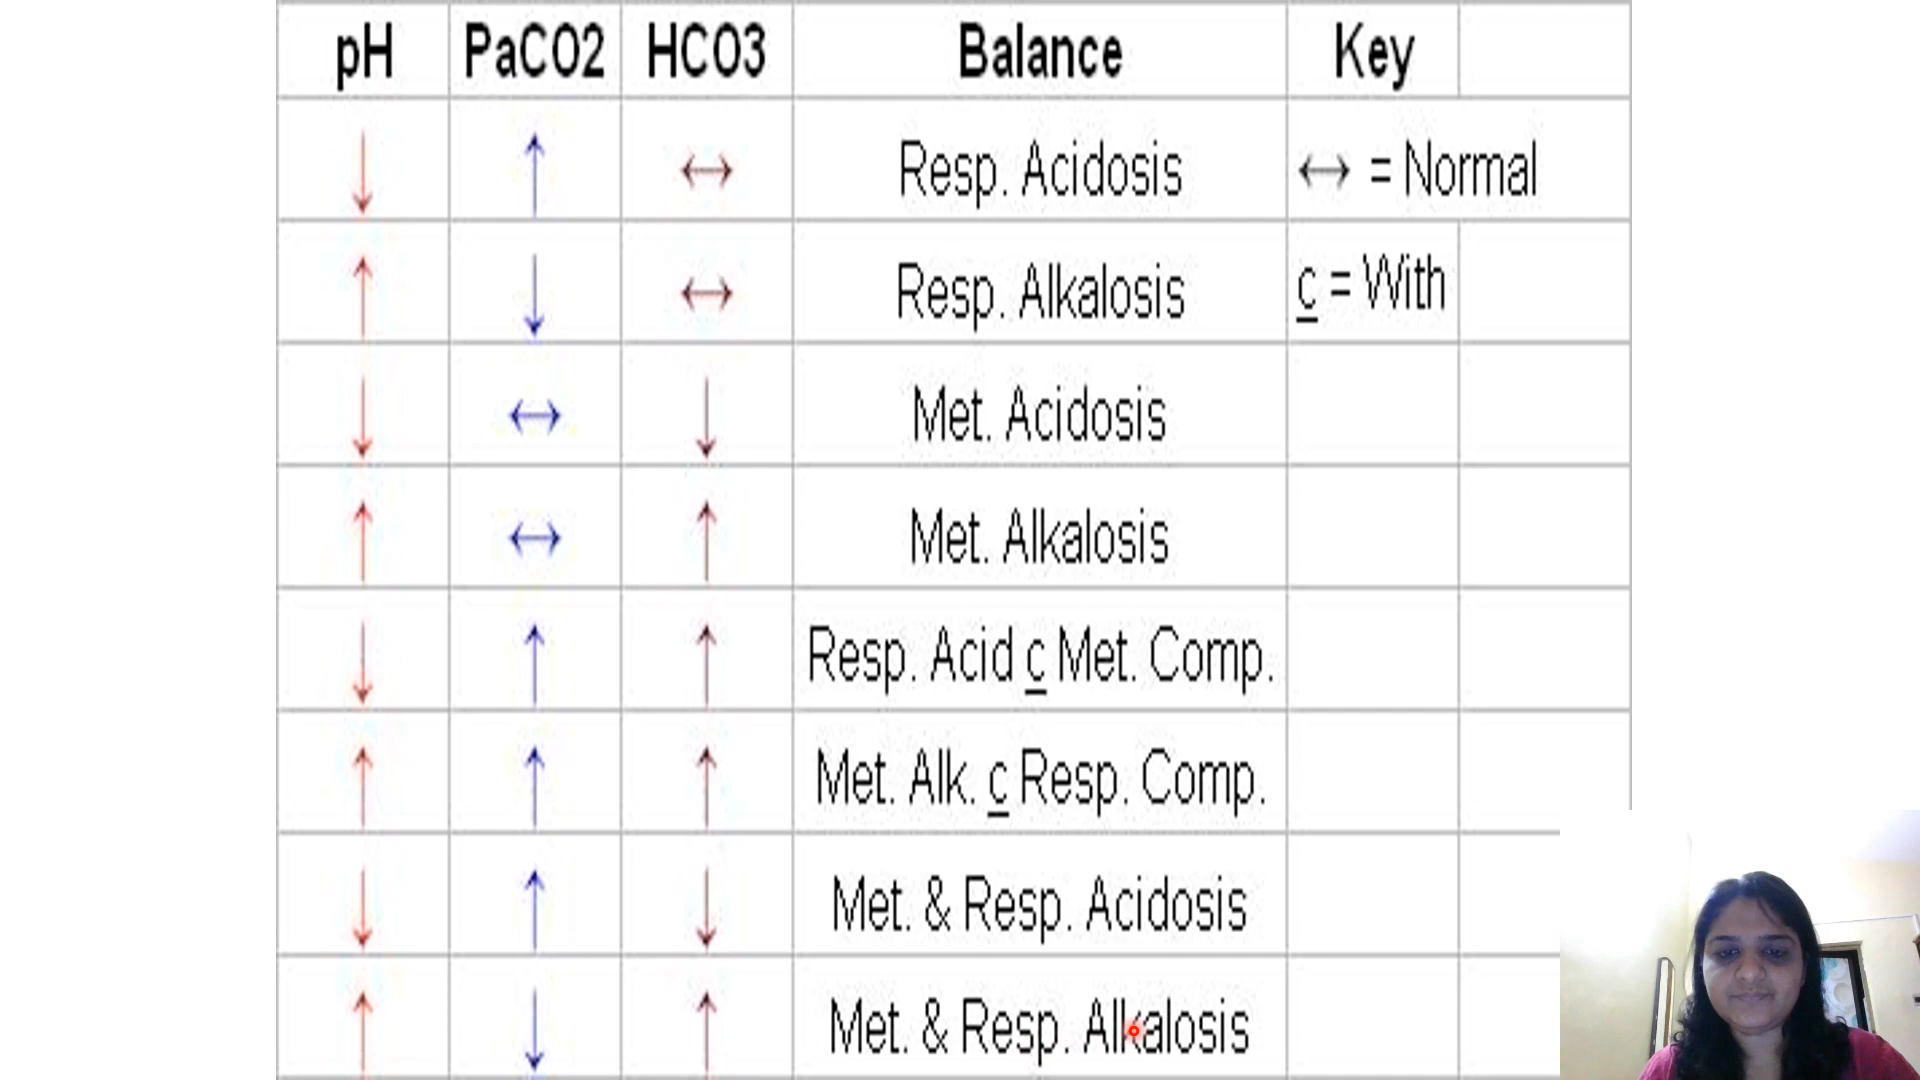 pH PaCO2 HCO3 Balance Key
↓ ↑ ↔ Resp. Acidosis ↔ = Normal
↑ ↓ ↔ Resp. Alkalosis c = With
↓ ↔ ↓ Met. Acidosis
↑ ↔ ↑ Met. Alkalosis
↓ ↑ ↑ Resp. Acid c Met. Comp.
↑ ↑ ↑ Met. Alk. c Resp. Comp.
↓ ↑ ↓ Met. & Resp. Acidosis
↑ ↓ ↑ Met. & Resp. Alkalosis